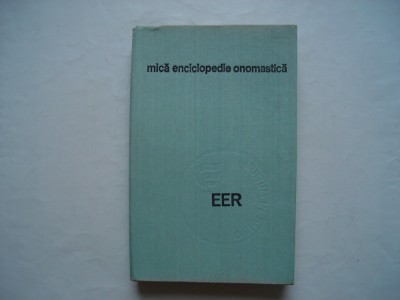 mică enciclopedie onomastică
EER